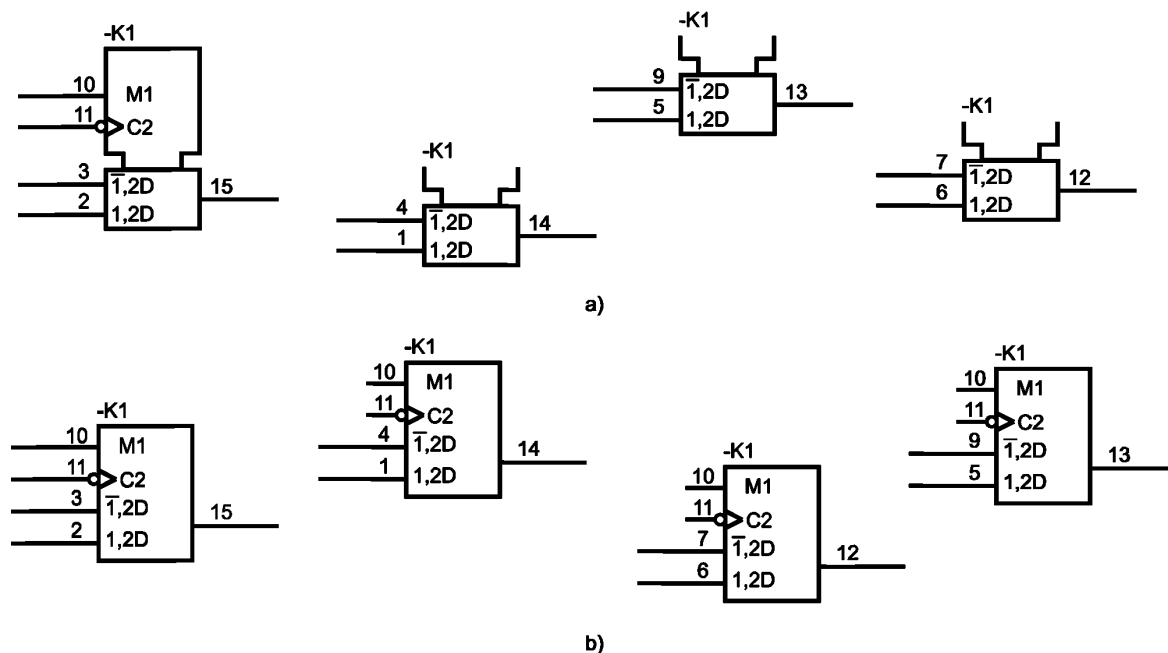 -K1
10 M1
11 C2
3 1̅,2D 15
2 1,2D
-K1
4 1̅,2D 14
1 1,2D
-K1
9 1̅,2D 13
5 1,2D
-K1
7 1̅,2D 12
6 1,2D
a)
-K1
10 M1
11 C2
3 1̅,2D 15
2 1,2D
-K1
10 M1
11 C2
4 1̅,2D 14
1 1,2D
-K1
10 M1
11 C2
7 1̅,2D 12
6 1,2D
-K1
10 M1
11 C2
9 1̅,2D 13
5 1,2D
b)